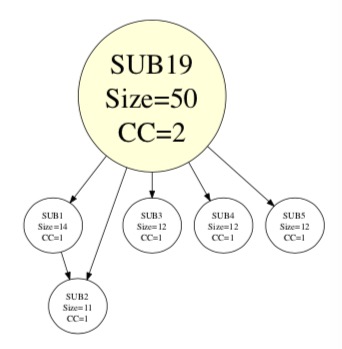 SUB19
Size=50
CC=2
SUB1
Size=14
CC=1
SUB3
Size=12
CC=1
SUB4
Size=12
CC=1
SUB5
Size=12
CC=1
SUB2
Size=11
CC=1